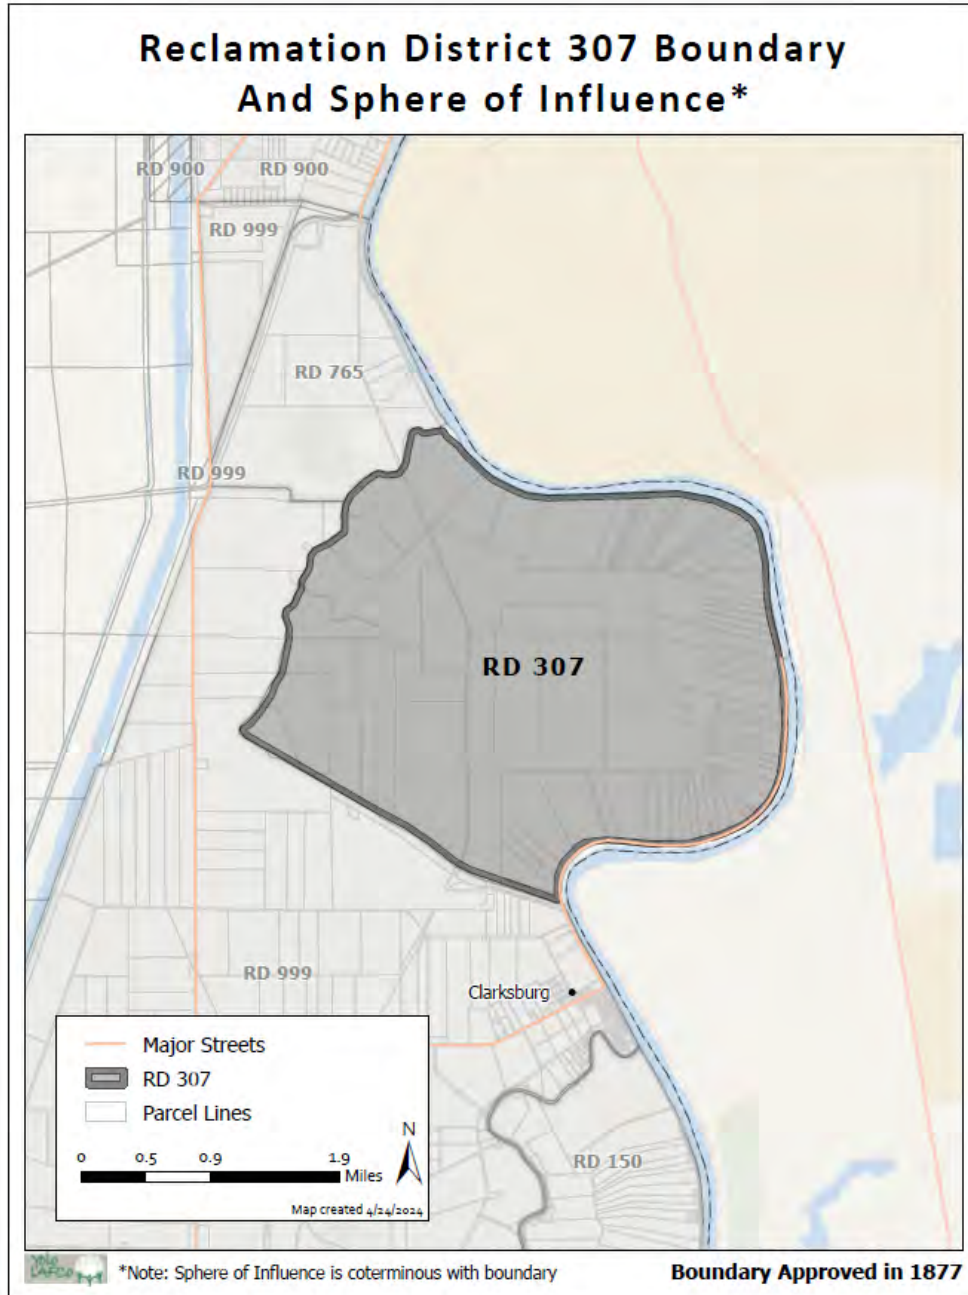 Reclamation District 307 Boundary
And Sphere of Influence*
RD 900
RD 900
RD 999
RD 765
RD 999
RD 307
RD 999
Clarksburg
RD 150
Major Streets
RD 307
Parcel Lines
N
0 0.5 0.9 1.9
Miles
Map created 4/24/2024
Yolo
LAFCo
*Note: Sphere of Influence is coterminous with boundary
Boundary Approved in 1877